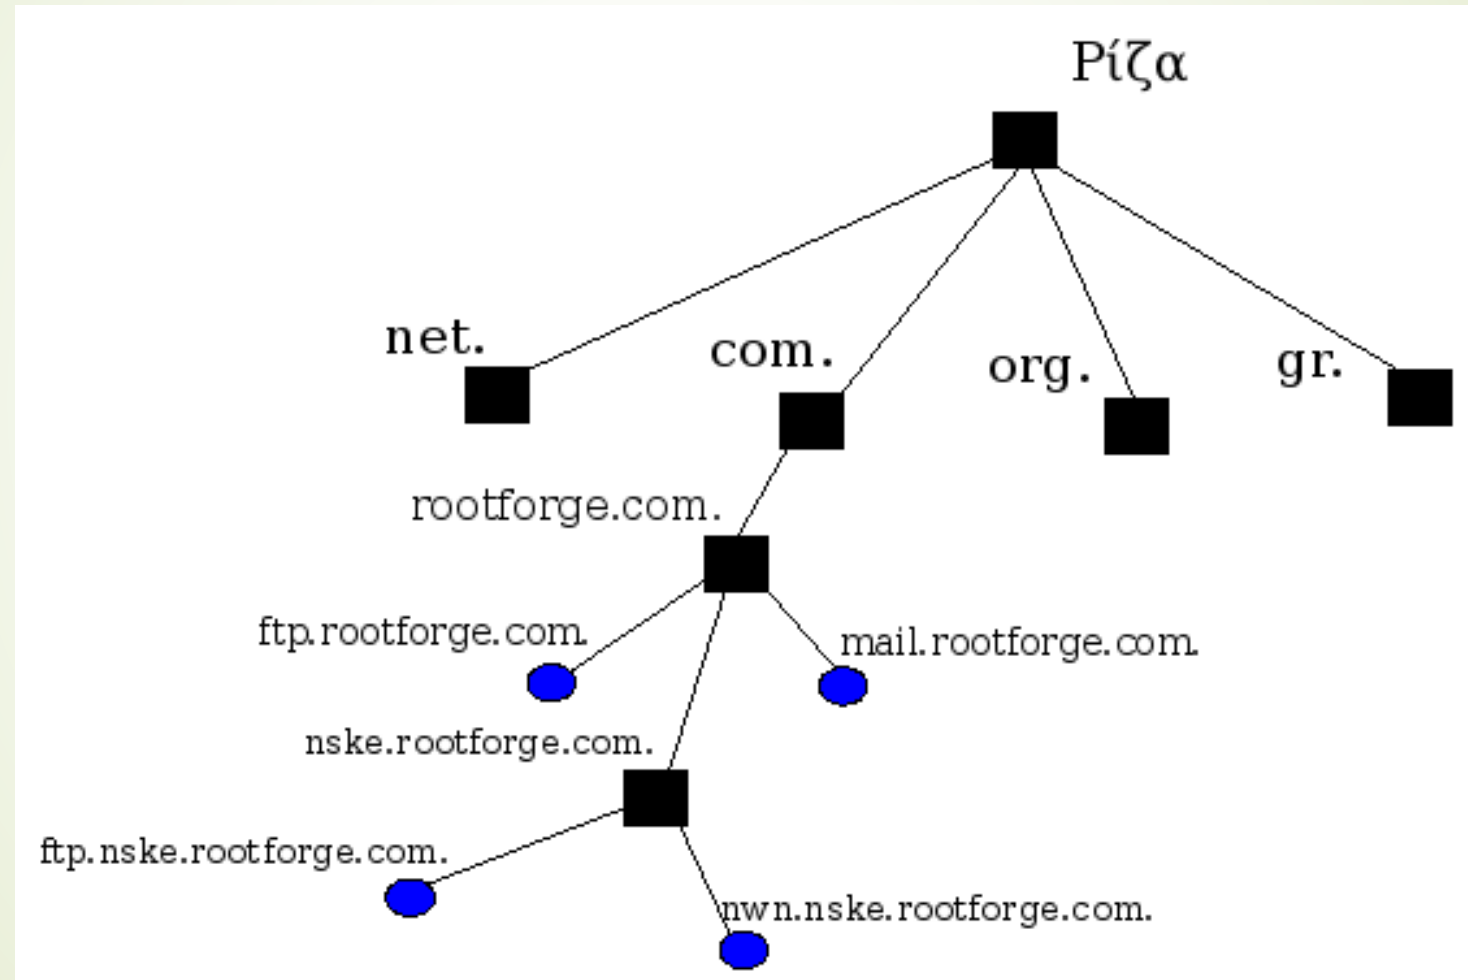 Ρίζα
net.
com.
org.
gr.
rootforge.com.
ftp.rootforge.com.
mail.rootforge.com.
nske.rootforge.com.
ftp.nske.rootforge.com.
nwn.nske.rootforge.com.